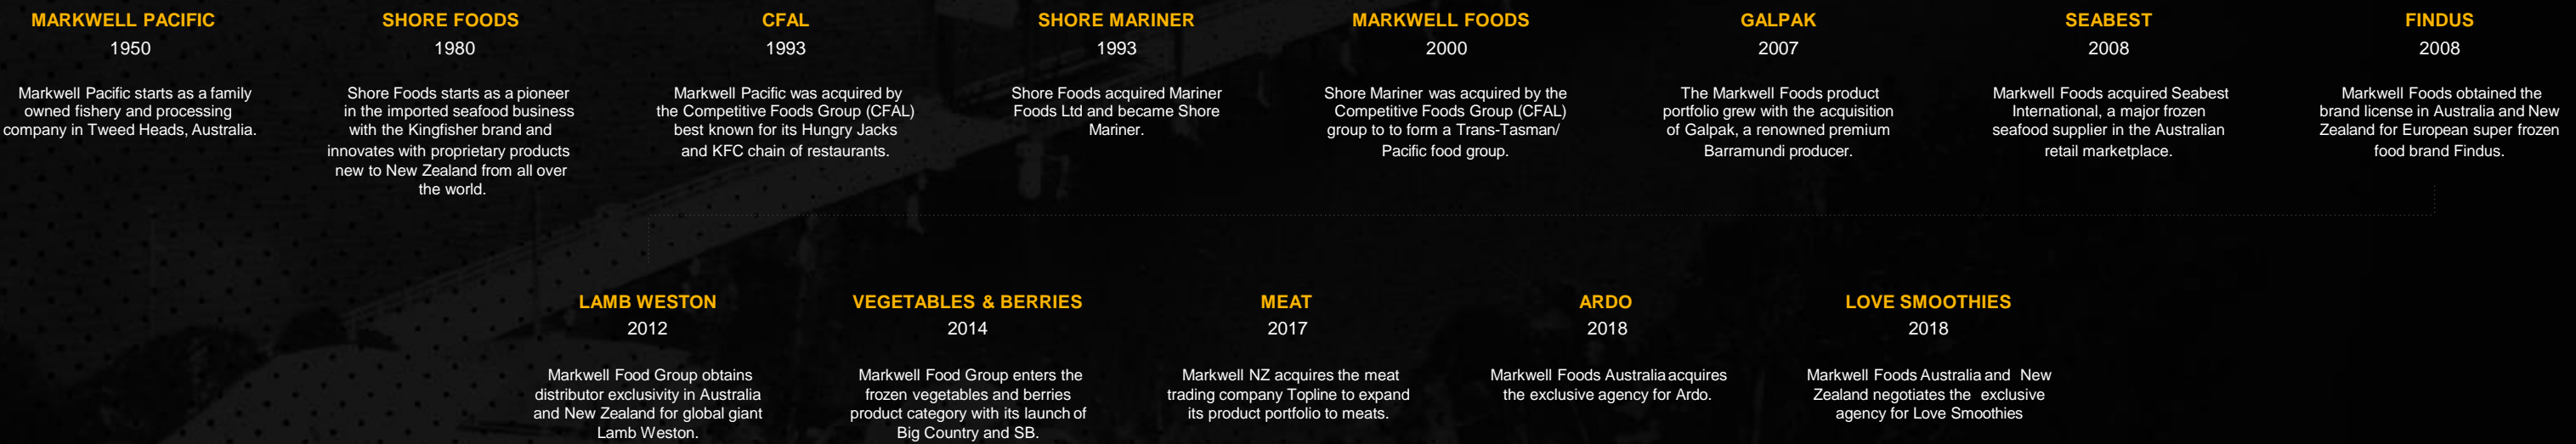 MARKWELL PACIFIC
1950
Markwell Pacific starts as a family
owned fishery and processing
company in Tweed Heads, Australia.
SHORE FOODS
1980
Shore Foods starts as a pioneer
in the imported seafood business
with the Kingfisher brand and
innovates with proprietary products
new to New Zealand from all over
the world.
CFAL
1993
Markwell Pacific was acquired by
the Competitive Foods Group (CFAL)
best known for its Hungry Jacks
and KFC chain of restaurants.
SHORE MARINER
1993
Shore Foods acquired Mariner
Foods Ltd and became Shore
Mariner.
MARKWELL FOODS
2000
Shore Mariner was acquired by the
Competitive Foods Group (CFAL)
group to to form a Trans-Tasman/
Pacific food group.
GALPAK
2007
The Markwell Foods product
portfolio grew with the acquisition
of Galpak, a renowned premium
Barramundi producer.
SEABEST
2008
Markwell Foods acquired Seabest
International, a major frozen
seafood supplier in the Australian
retail marketplace.
FINDUS
2008
Markwell Foods obtained the
brand license in Australia and New
Zealand for European super frozen
food brand Findus.
LAMB WESTON
2012
Markwell Food Group obtains
distributor exclusivity in Australia
and New Zealand for global giant
Lamb Weston.
VEGETABLES & BERRIES
2014
Markwell Food Group enters the
frozen vegetables and berries
product category with its launch of
Big Country and SB.
MEAT
2017
Markwell NZ acquires the meat
trading company Topline to expand
its product portfolio to meats.
ARDO
2018
Markwell Foods Australia acquires
the exclusive agency for Ardo.
LOVE SMOOTHIES
2018
Markwell Foods Australia and New
Zealand negotiates the exclusive
agency for Love Smoothies